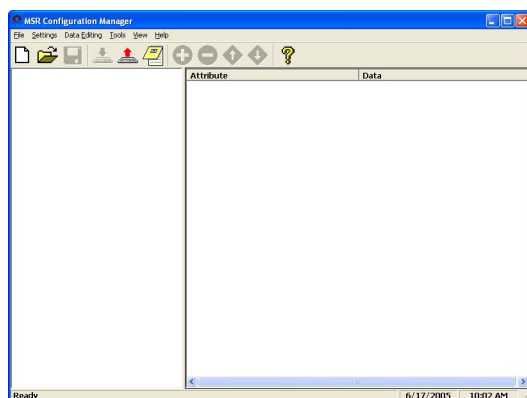 MSR Configuration Manager
File Settings Data Editing Tools View Help
Attribute Data
Ready 6/17/2005 10:02 AM